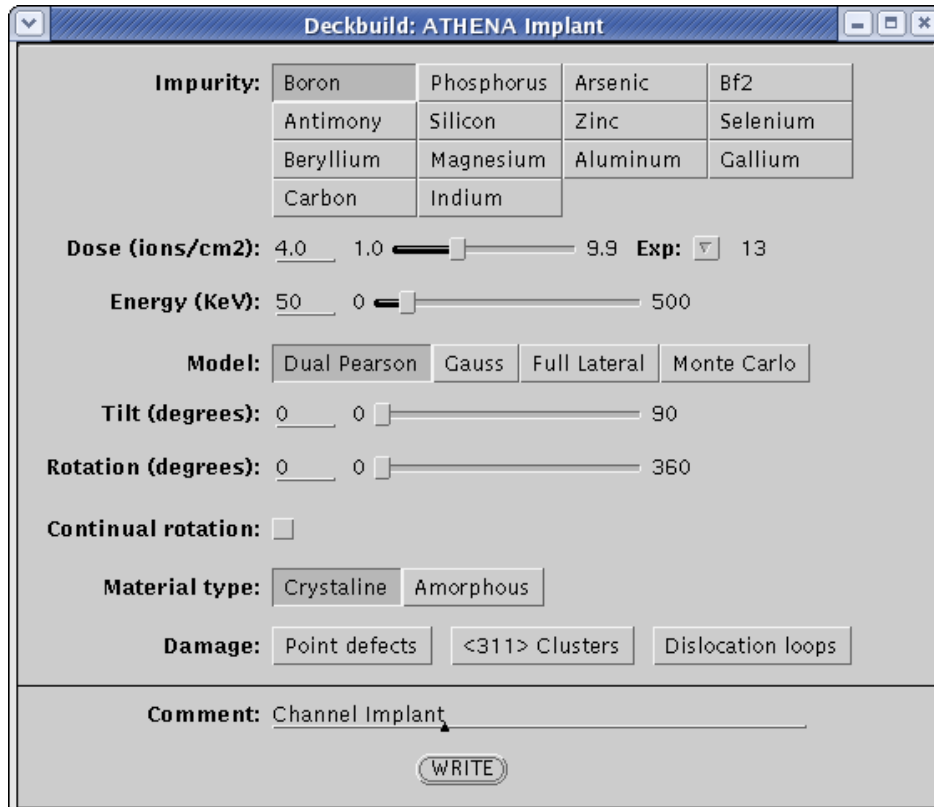 Deckbuild: ATHENA Implant
Impurity: Boron Phosphorus Arsenic Bf2
Antimony Silicon Zinc Selenium
Beryllium Magnesium Aluminum Gallium
Carbon Indium
Dose (ions/cm2): 4.0 1.0 9.9 Exp: 13
Energy (KeV): 50 0 500
Model: Dual Pearson Gauss Full Lateral Monte Carlo
Tilt (degrees): 0 0 90
Rotation (degrees): 0 0 360
Continual rotation:
Material type: Crystaline Amorphous
Damage: Point defects <311> Clusters Dislocation loops
Comment: Channel Implant
WRITE